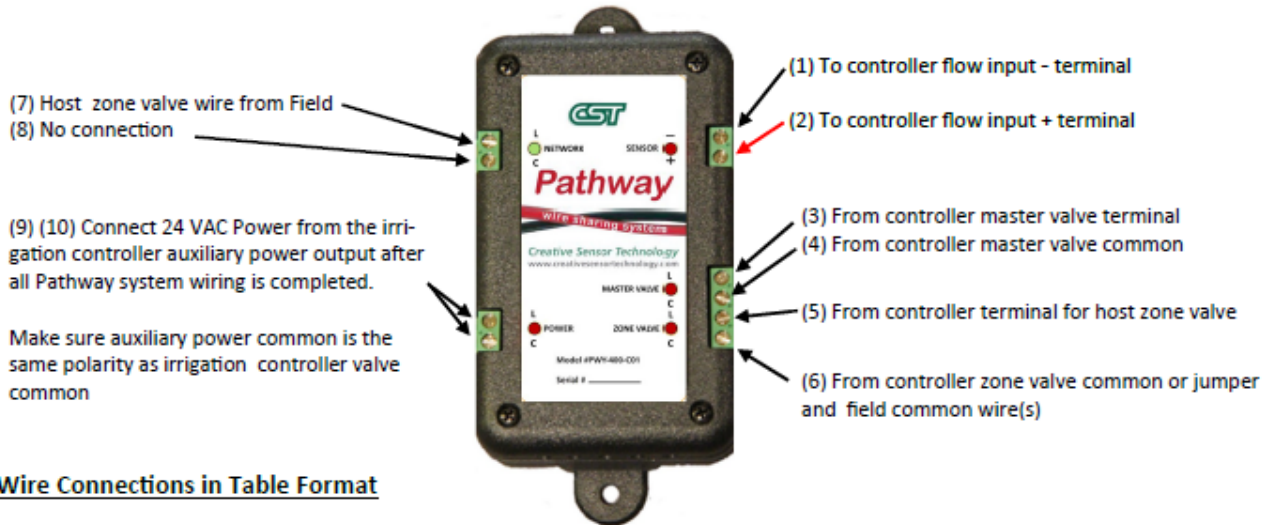 (7) Host zone valve wire from Field
(8) No connection
(9) (10) Connect 24 VAC Power from the irri-
gation controller auxiliary power output after
all Pathway system wiring is completed.
Make sure auxiliary power common is the
same polarity as irrigation controller valve
common
CST
L
NETWORK
C
−
SENSOR
+
Pathway
wire sharing system
Creative Sensor Technology
www.creativesensortechnology.com
L
MASTER VALVE
C
L
POWER
C
L
ZONE VALVE
C
Model #PWY-400-C01
Serial # ________
(1) To controller flow input - terminal
(2) To controller flow input + terminal
(3) From controller master valve terminal
(4) From controller master valve common
(5) From controller terminal for host zone valve
(6) From controller zone valve common or jumper
and field common wire(s)
Wire Connections in Table Format